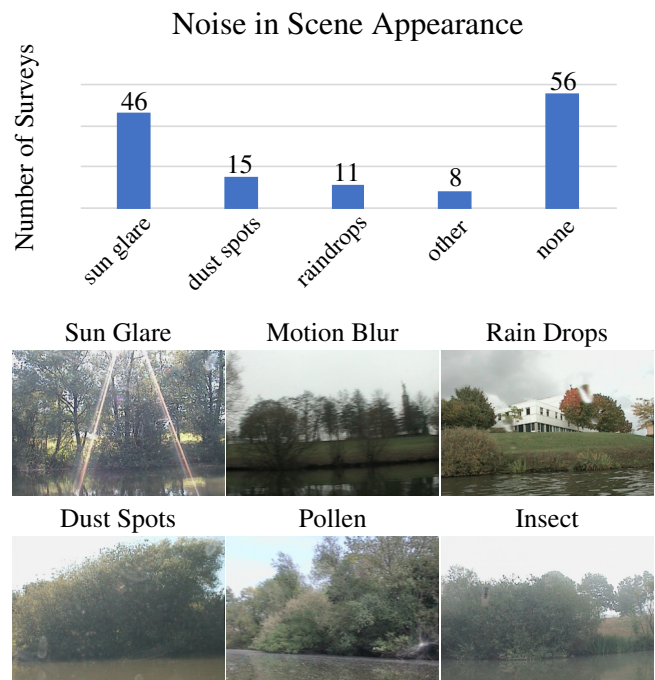 Noise in Scene Appearance
Number of Surveys
46
15
11
8
56
sun glare
dust spots
raindrops
other
none
Sun Glare
Motion Blur
Rain Drops
Dust Spots
Pollen
Insect